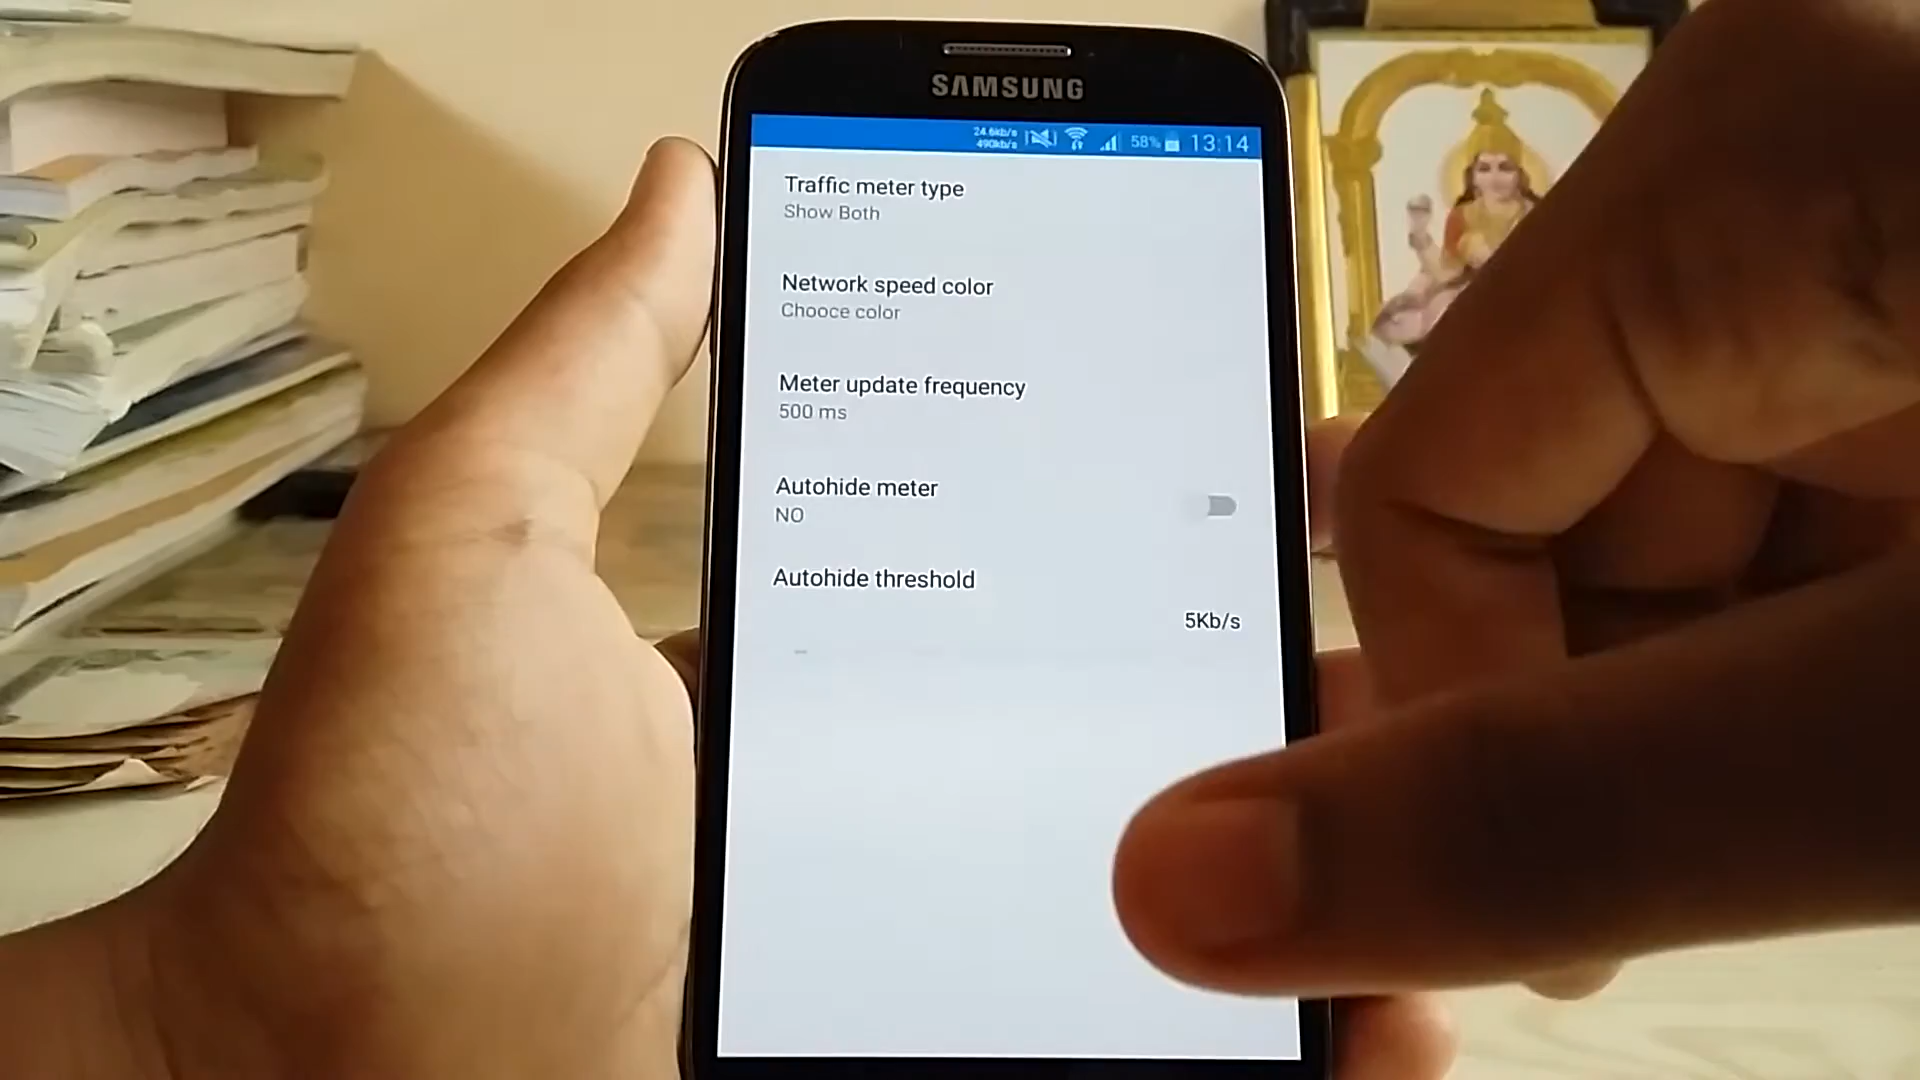 SAMSUNG
24.6kb/s
490kb/s
58% 13:14
Traffic meter type
Show Both
Network speed color
Chooce color
Meter update frequency
500 ms
Autohide meter
NO
Autohide threshold
5Kb/s